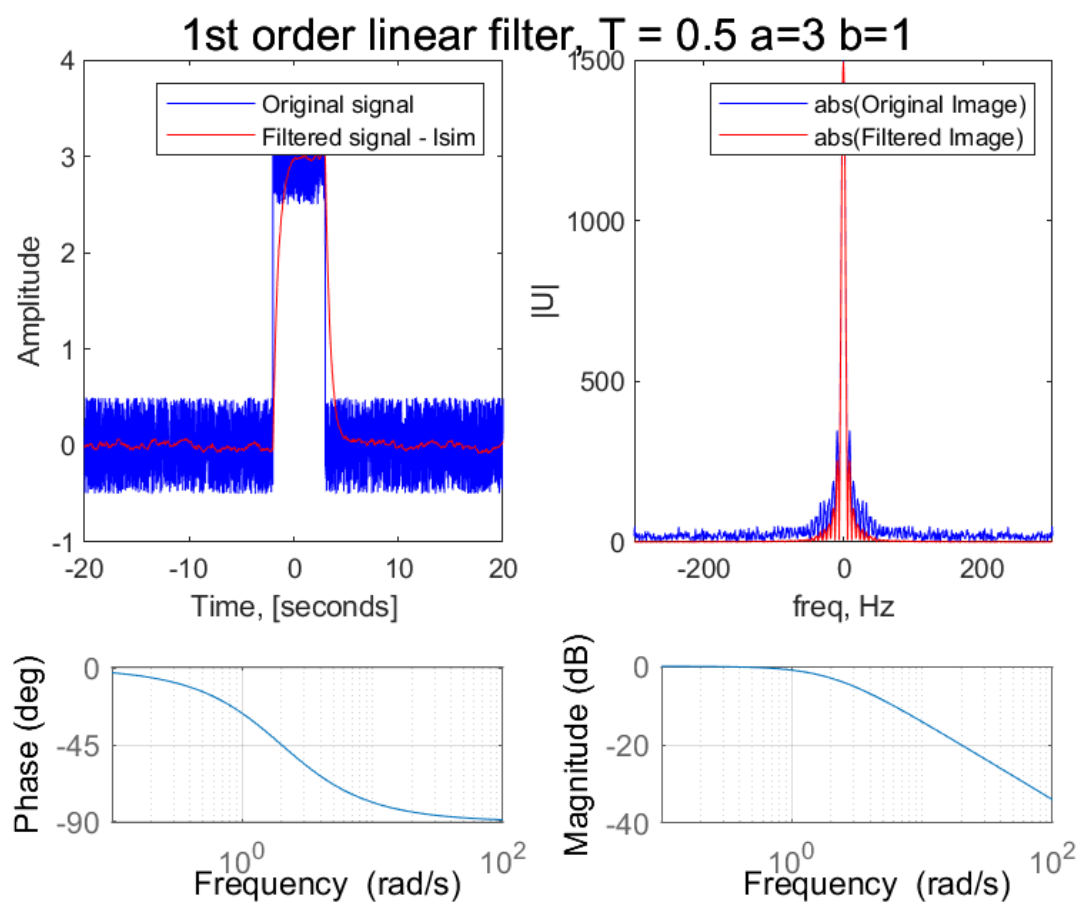 1st order linear filter, T = 0.5 a=3 b=1
Original signal
Filtered signal - lsim
4
3
2
1
0
-1
Amplitude
-20
-10
0
10
20
Time, [seconds]
abs(Original Image)
abs(Filtered Image)
1500
1000
500
0
|U|
-200
0
200
freq, Hz
0
-45
-90
Phase (deg)
10^0
10^2
Frequency (rad/s)
0
-20
-40
Magnitude (dB)
10^0
10^2
Frequency (rad/s)